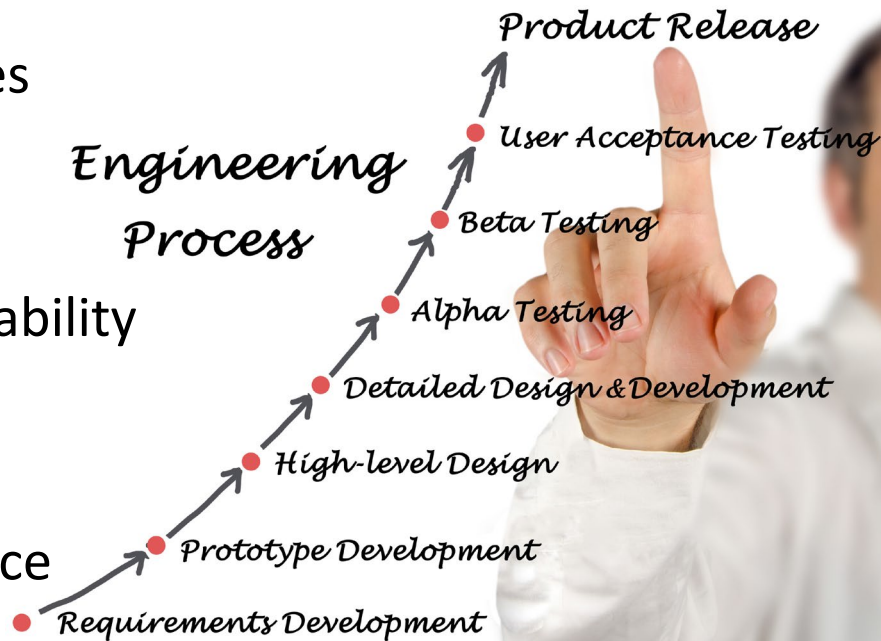 Product Release
es
User Acceptance Testing
Engineering
Process
Beta Testing
ability
Alpha Testing
Detailed Design & Development
High-level Design
Prototype Development
ce
Requirements Development